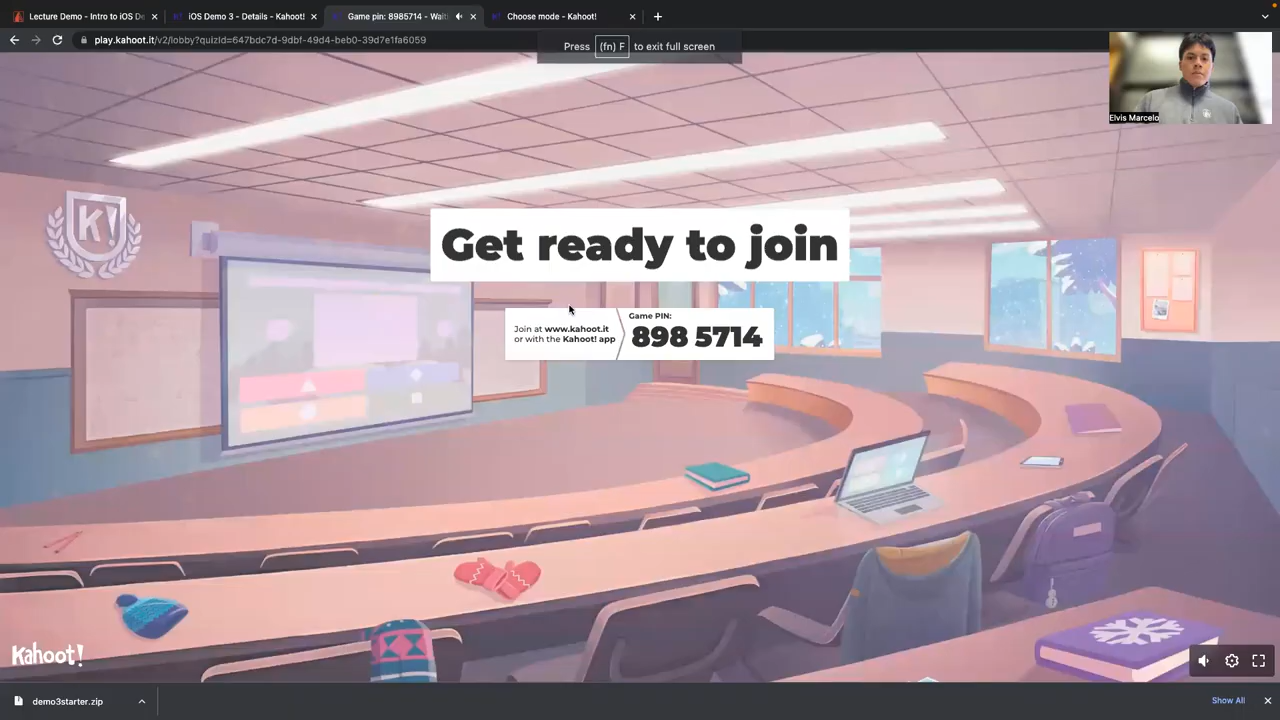 Lecture Demo - Intro to iOS De
iOS Demo 3 - Details - Kahoot!
Game pin: 8985714 - Wait
Choose mode - Kahoot!
play.kahoot.it/v2/lobby?quizId=647bdc7d-9dbf-49d4-beb0-39d7e1fa6059
Press (fn) F to exit full screen
Elvis Marcelo
K!
Get ready to join
Join at www.kahoot.it
or with the Kahoot! app
Game PIN:
898 5714
Kahoot!
demo3starter.zip
Show All